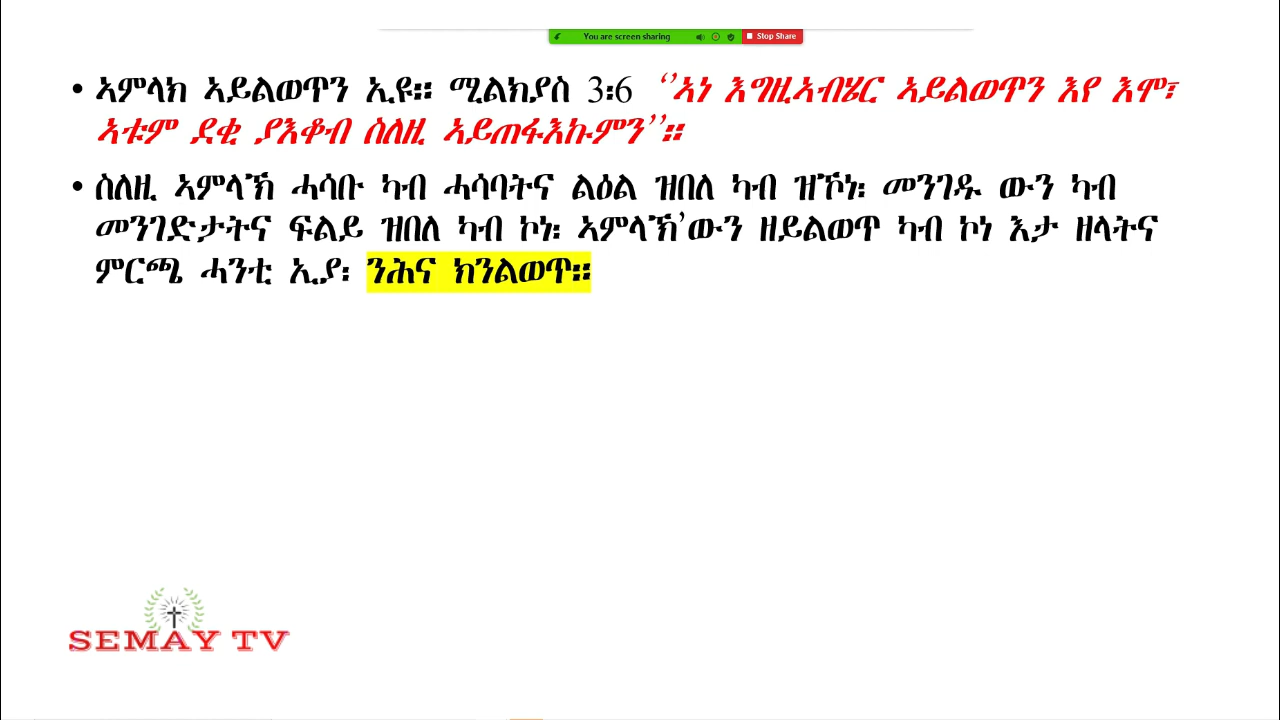 You are screen sharing Stop Share
• ኣምላክ ኣይልወጥን ኢዩ። ሚልክያስ 3፡6 “ኣነ እግዚኣብሄር ኣይልወጥን እየ እሞ፣
ኣቱም ደቂ ያእቆብ ስለዚ ኣይጠፋእኩምን”።
• ስለዚ ኣምላኽ ሓሳቡ ካብ ሓሳባትና ልዕል ዝበለ ካብ ዝኾነ፡ መንገዱ ውን ካብ
መንገድታትና ፍልይ ዝበለ ካብ ኮነ፡ ኣምላኽ’ውን ዘይልወጥ ካብ ኮነ እታ ዘላትና
ምርጫ ሓንቲ ኢያ፡ ንሕና ክንልወጥ።
SEMAY TV